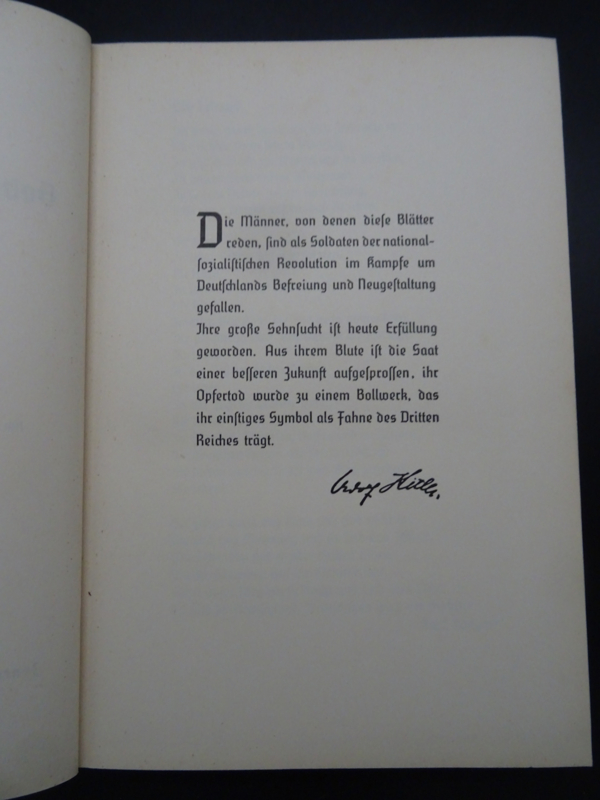 Die Männer, von denen dieſe Blätter
reden, ſind als Soldaten der national-
ſozialiſtiſchen Revolution im Kampfe um
Deutſchlands Befreiung und Neugeſtaltung
gefallen.
Ihre große Sehnſucht iſt heute Erfüllung
geworden. Aus ihrem Blute iſt die Saat
einer beſſeren Zukunft aufgeſproſſen, ihr
Opfertod wurde zu einem Bollwerk, das
ihr einſtiges Symbol als Fahne des Dritten
Reiches trägt.
Adolf Hitler.